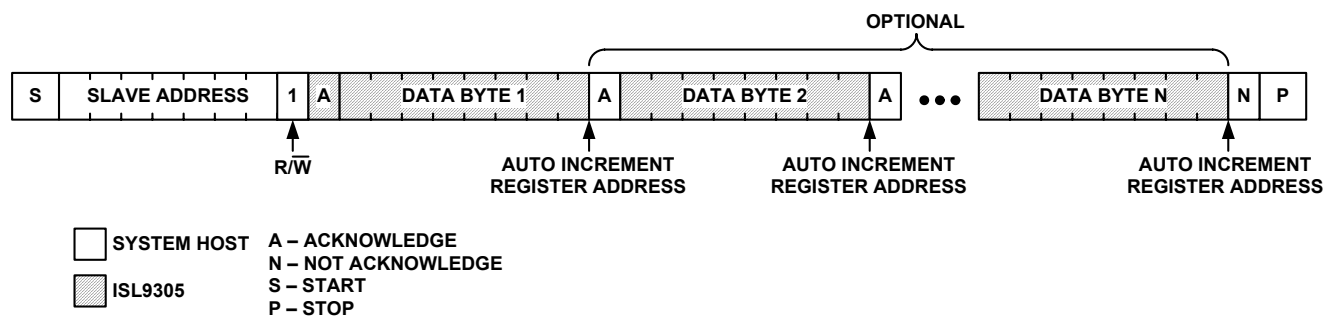 OPTIONAL
S SLAVE ADDRESS 1 A DATA BYTE 1 A DATA BYTE 2 A ••• DATA BYTE N N P
R/W̅
AUTO INCREMENT
REGISTER ADDRESS
AUTO INCREMENT
REGISTER ADDRESS
AUTO INCREMENT
REGISTER ADDRESS
SYSTEM HOST
ISL9305
A – ACKNOWLEDGE
N – NOT ACKNOWLEDGE
S – START
P – STOP